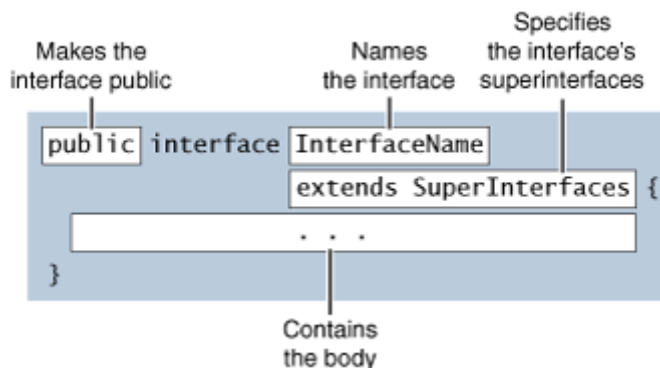 Makes the
interface public
Names
the interface
Specifies
the interface's
superinterfaces
public interface InterfaceName
extends SuperInterfaces {
. . .
}
Contains
the body